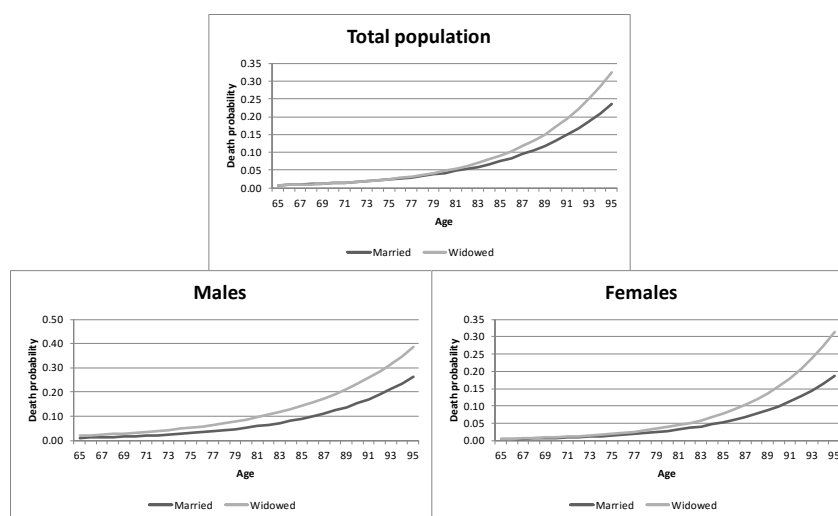 Total population
0.35
0.30
0.25
0.20
0.15
0.10
0.05
0.00
Death probability
65 67 69 71 73 75 77 79 81 83 85 87 89 91 93 95
Age
Married Widowed
Males
0.50
0.40
0.30
0.20
0.10
0.00
Death probability
65 67 69 71 73 75 77 79 81 83 85 87 89 91 93 95
Age
Married Widowed
Females
0.35
0.30
0.25
0.20
0.15
0.10
0.05
0.00
Death probability
65 67 69 71 73 75 77 79 81 83 85 87 89 91 93 95
Age
Married Widowed